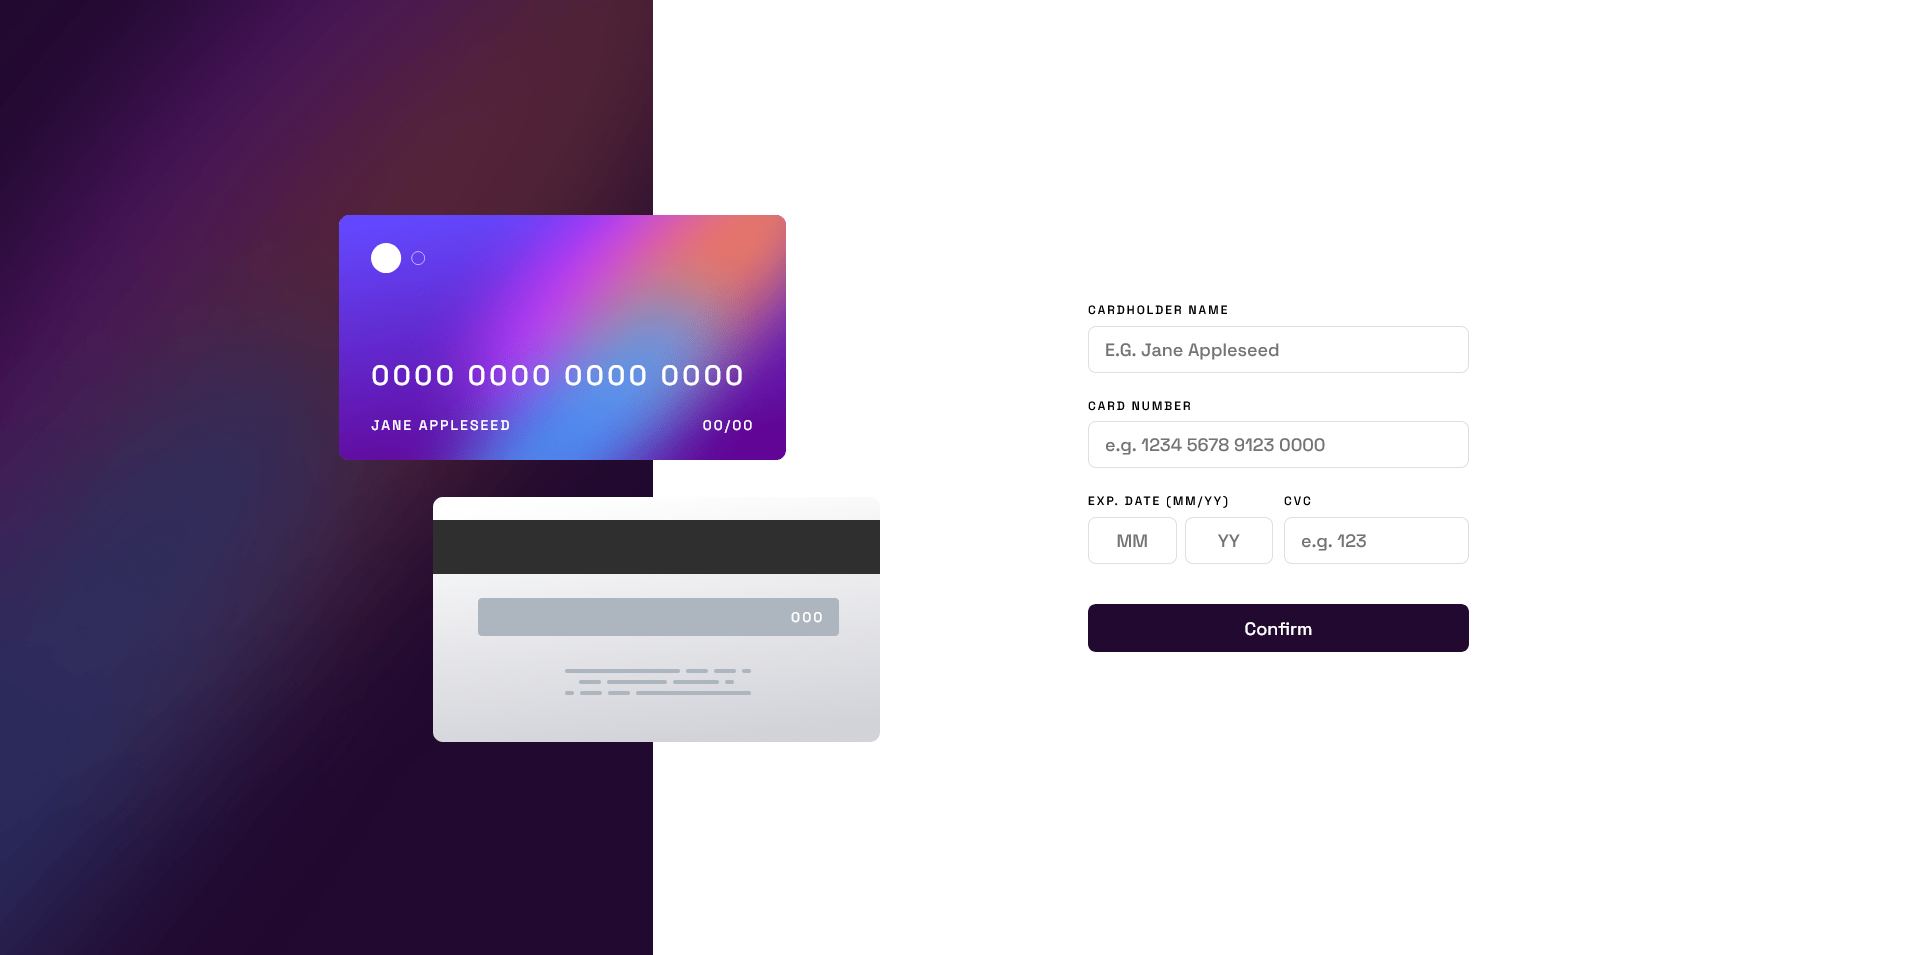 0000 0000 0000 0000
JANE APPLESEED 00/00
000
CARDHOLDER NAME
E.G. Jane Appleseed
CARD NUMBER
e.g. 1234 5678 9123 0000
EXP. DATE (MM/YY) CVC
MM YY e.g. 123
Confirm